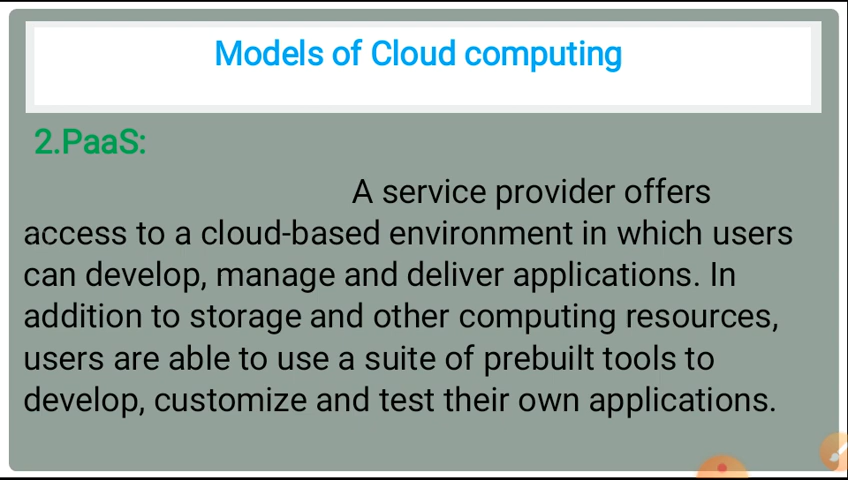 Models of Cloud computing
2.PaaS:
A service provider offers
access to a cloud-based environment in which users
can develop, manage and deliver applications. In
addition to storage and other computing resources,
users are able to use a suite of prebuilt tools to
develop, customize and test their own applications.